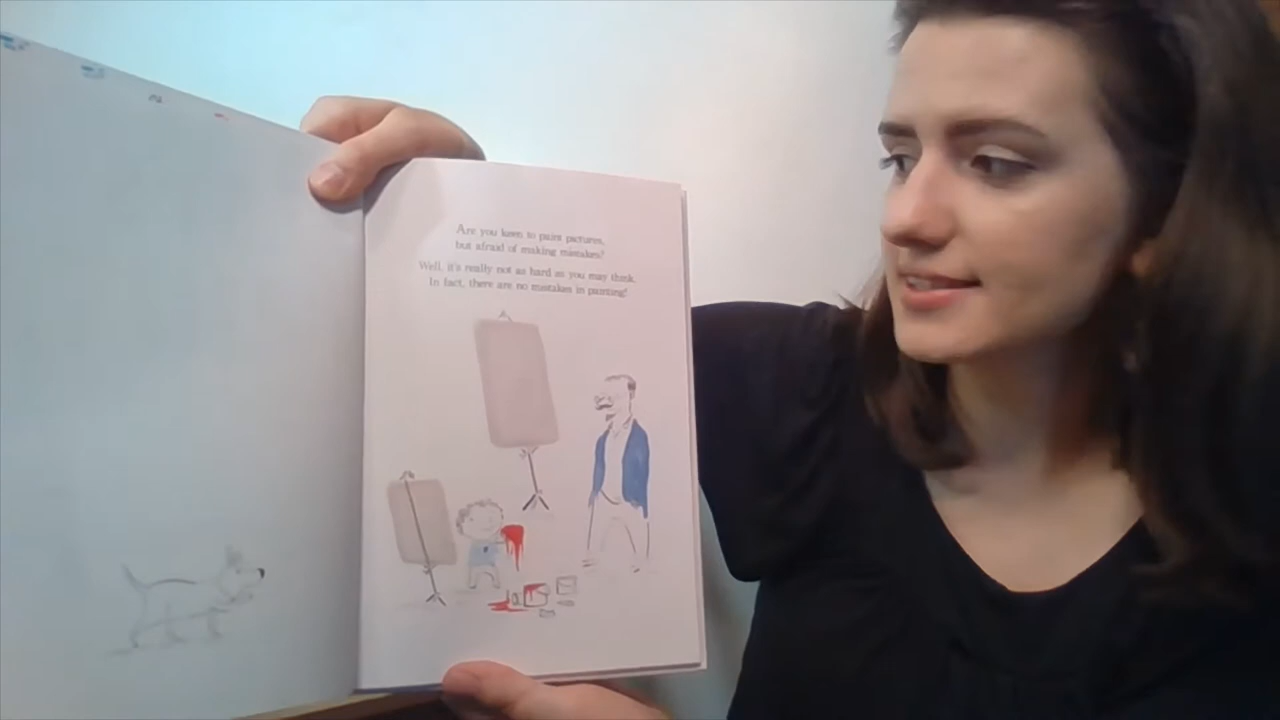 Are you keen to paint pictures,
but afraid of making mistakes?
Well, it's really not as hard as you may think.
In fact, there are no mistakes in painting!